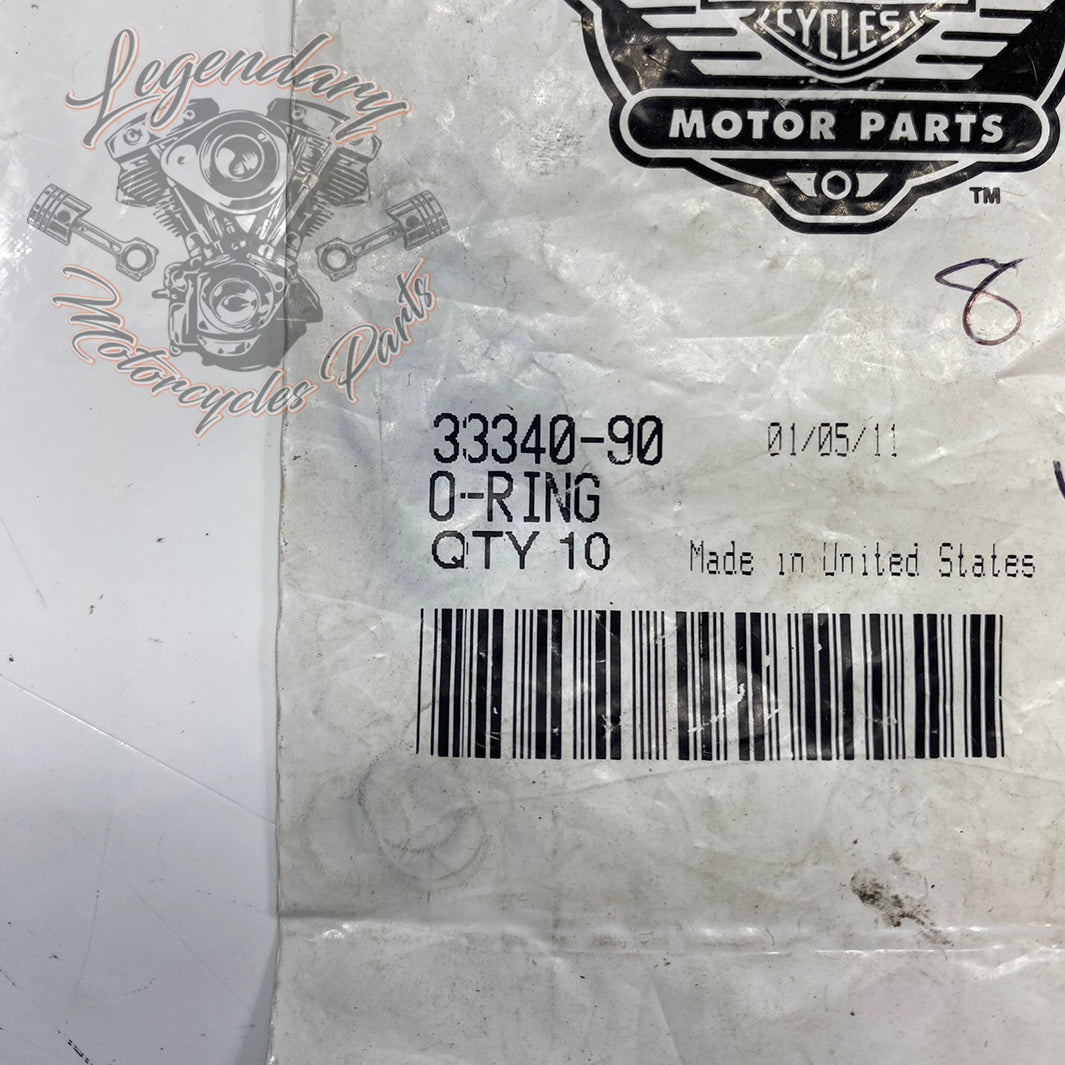 Legendary
Motorcycles Parts
CYCLES
MOTOR PARTS
TM
8
33340-90 01/05/11
O-RING
QTY 10 Made in United States